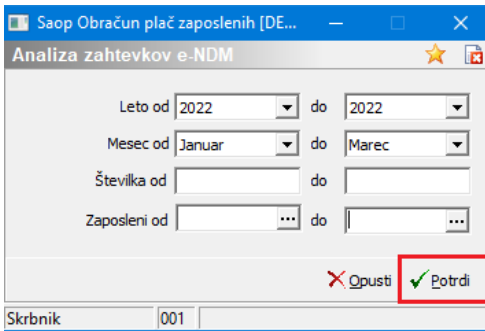 Saop Obračun plač zaposlenih [DE...
Analiza zahtevkov e-NDM
Leto od 2022 do 2022
Mesec od Januar do Marec
Številka od do
Zaposleni od ... do ...
Opusti Potrdi
Skrbnik 001